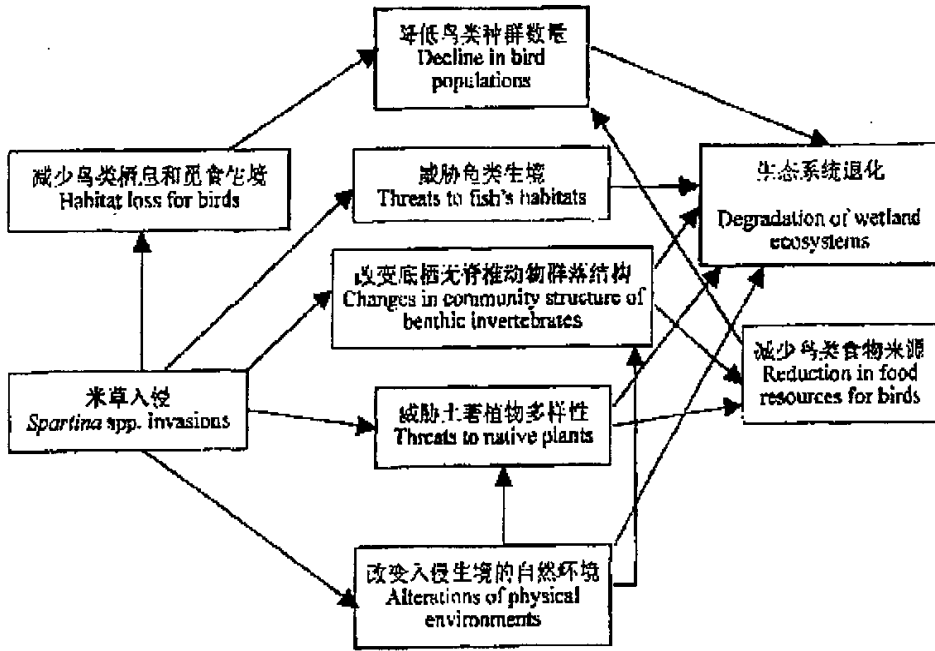 降低鸟类种群数量
Decline in bird
populations
减少鸟类栖息和觅食生境
Habitat loss for birds
威胁鱼类生境
Threats to fish's habitats
生态系统退化
Degradation of wetland
ecosystems
改变底栖无脊椎动物群落结构
Changes in community structure of
benthic invertebrates
减少鸟类食物来源
Reduction in food
resources for birds
米草入侵
Spartina spp. invasions
威胁土著植物多样性
Threats to native plants
改变入侵生境的自然环境
Alterations of physical
environments